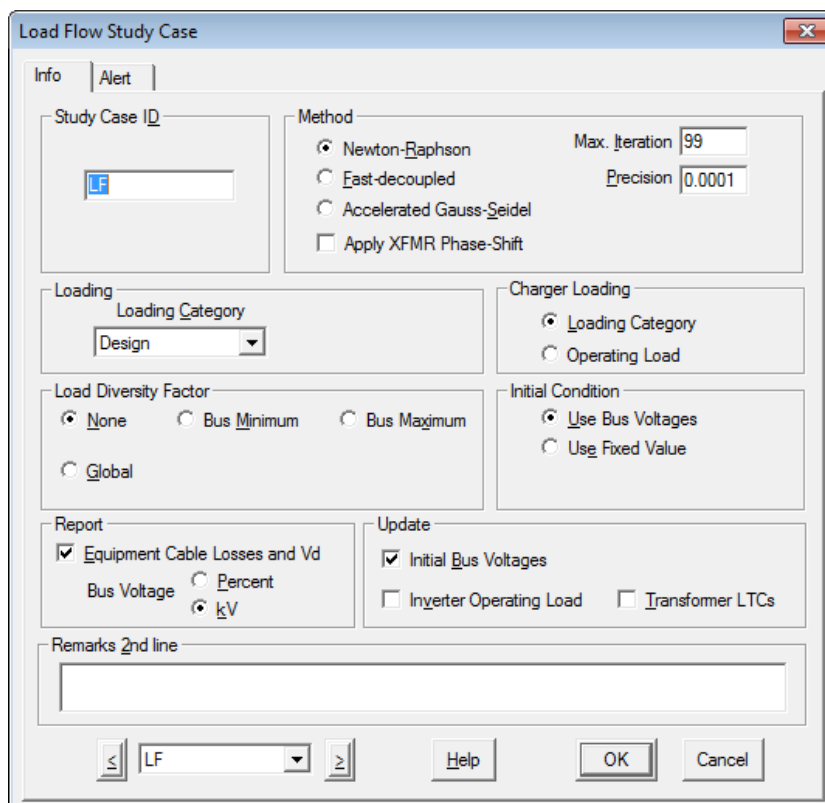 Load Flow Study Case
Info
Alert
Study Case ID
LF
Method
Newton-Raphson
Fast-decoupled
Accelerated Gauss-Seidel
Apply XFMR Phase-Shift
Max. Iteration 99
Precision 0.0001
Loading
Loading Category
Design
Charger Loading
Loading Category
Operating Load
Load Diversity Factor
None
Bus Minimum
Bus Maximum
Global
Initial Condition
Use Bus Voltages
Use Fixed Value
Report
Equipment Cable Losses and Vd
Bus Voltage
Percent
kV
Update
Initial Bus Voltages
Inverter Operating Load
Transformer LTCs
Remarks 2nd line
< LF >
Help
OK
Cancel